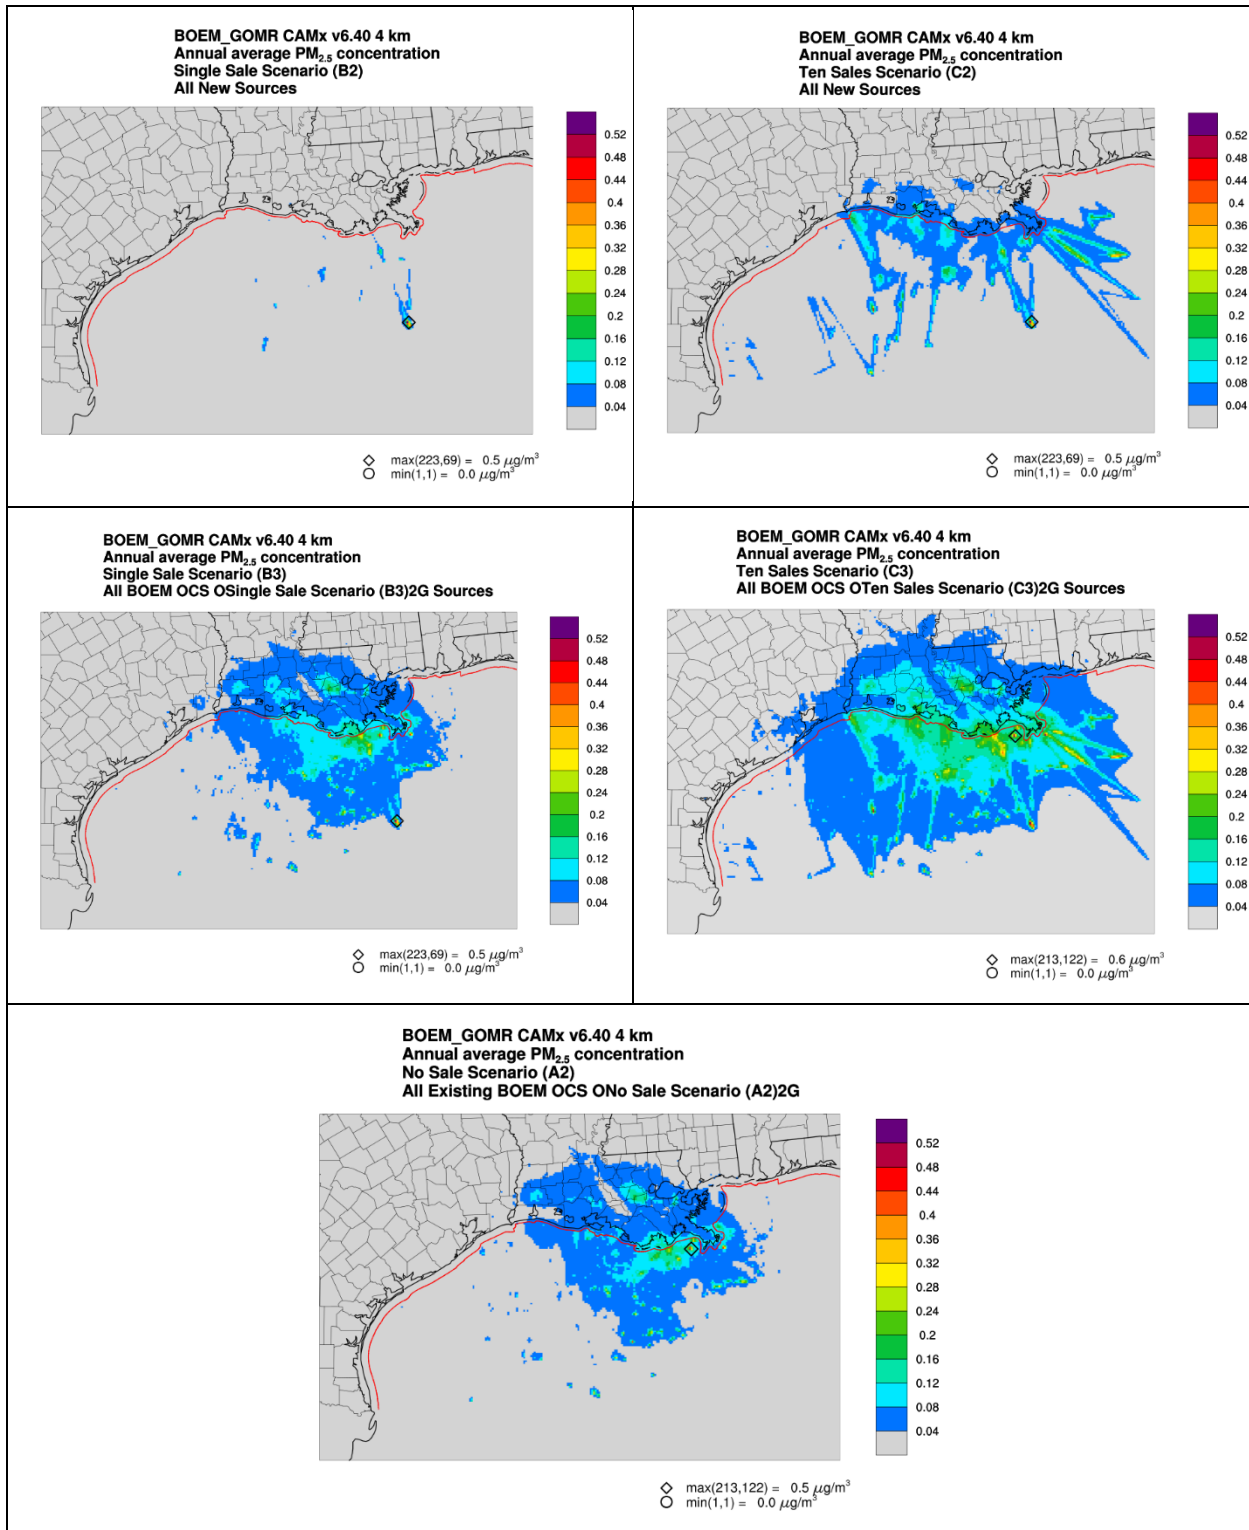 BOEM_GOMR CAMx v6.40 4 km
Annual average PM2.5 concentration
Single Sale Scenario (B2)
All New Sources
0.52
0.48
0.4
0.36
0.32
0.28
0.24
0.2
0.16
0.12
0.08
0.04
max(223,69) = 0.5 µg/m³
min(1,1) = 0.0 µg/m³
BOEM_GOMR CAMx v6.40 4 km
Annual average PM2.5 concentration
Ten Sales Scenario (C2)
All New Sources
0.52
0.48
0.4
0.36
0.32
0.28
0.24
0.2
0.16
0.12
0.08
0.04
max(223,69) = 0.5 µg/m³
min(1,1) = 0.0 µg/m³
BOEM_GOMR CAMx v6.40 4 km
Annual average PM2.5 concentration
Single Sale Scenario (B3)
All BOEM OCS OSingle Sale Scenario (B3)2G Sources
0.52
0.48
0.4
0.36
0.32
0.28
0.24
0.2
0.16
0.12
0.08
0.04
max(223,69) = 0.5 µg/m³
min(1,1) = 0.0 µg/m³
BOEM_GOMR CAMx v6.40 4 km
Annual average PM2.5 concentration
Ten Sales Scenario (C3)
All BOEM OCS OTen Sales Scenario (C3)2G Sources
0.52
0.48
0.4
0.36
0.32
0.28
0.24
0.2
0.16
0.12
0.08
0.04
max(213,122) = 0.6 µg/m³
min(1,1) = 0.0 µg/m³
BOEM_GOMR CAMx v6.40 4 km
Annual average PM2.5 concentration
No Sale Scenario (A2)
All Existing BOEM OCS ONo Sale Scenario (A2)2G
0.52
0.48
0.4
0.36
0.32
0.28
0.24
0.2
0.16
0.12
0.08
0.04
max(213,122) = 0.5 µg/m³
min(1,1) = 0.0 µg/m³